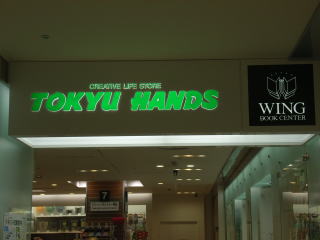 CREATIVE LIFE STORE
TOKYU HANDS
WING
BOOK CENTER
7